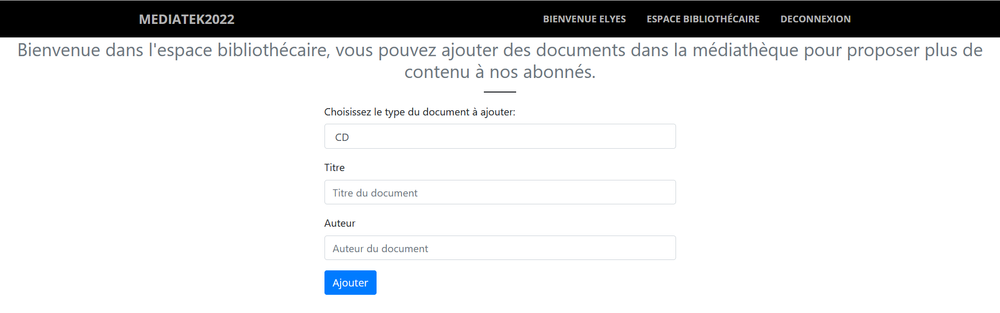 MEDIATEK2022
BIENVENUE ELYES
ESPACE BIBLIOTHÉCAIRE
DECONNEXION
Bienvenue dans l'espace bibliothécaire, vous pouvez ajouter des documents dans la médiathèque pour proposer plus de
contenu à nos abonnés.
Choisissez le type du document à ajouter:
CD
Titre
Titre du document
Auteur
Auteur du document
Ajouter